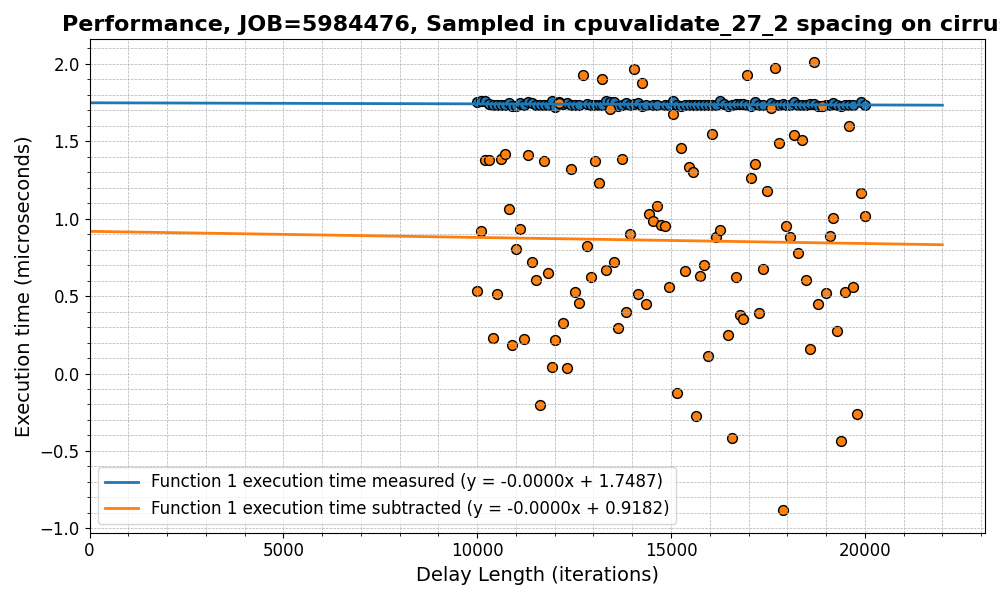 Performance, JOB=5984476, Sampled in cpuvalidate_27_2 spacing on cirru
Execution time (microseconds)
2.0
1.5
1.0
0.5
0.0
−0.5
−1.0
Function 1 execution time measured (y = -0.0000x + 1.7487)
Function 1 execution time subtracted (y = -0.0000x + 0.9182)
0 5000 10000 15000 20000
Delay Length (iterations)